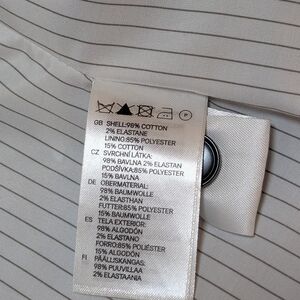 GB SHELL:98% COTTON
2% ELASTANE
LINING:85% POLYESTER
15% COTTON
CZ SVRCHNÍ LÁTKA:
98% BAVLNA 2% ELASTAN
PODŠÍVKA:85% POLYESTER
15% BAVLNA
DE OBERMATERIAL:
98% BAUMWOLLE
2% ELASTHAN
FUTTER:85% POLYESTER
15% BAUMWOLLE
ES TELA EXTERIOR:
98% ALGODÓN
2% ELASTANO
FORRO:85% POLIÉSTER
15% ALGODÓN
FI PÄÄLLISKANGAS:
98% PUUVILLAA
2% ELASTAANIA